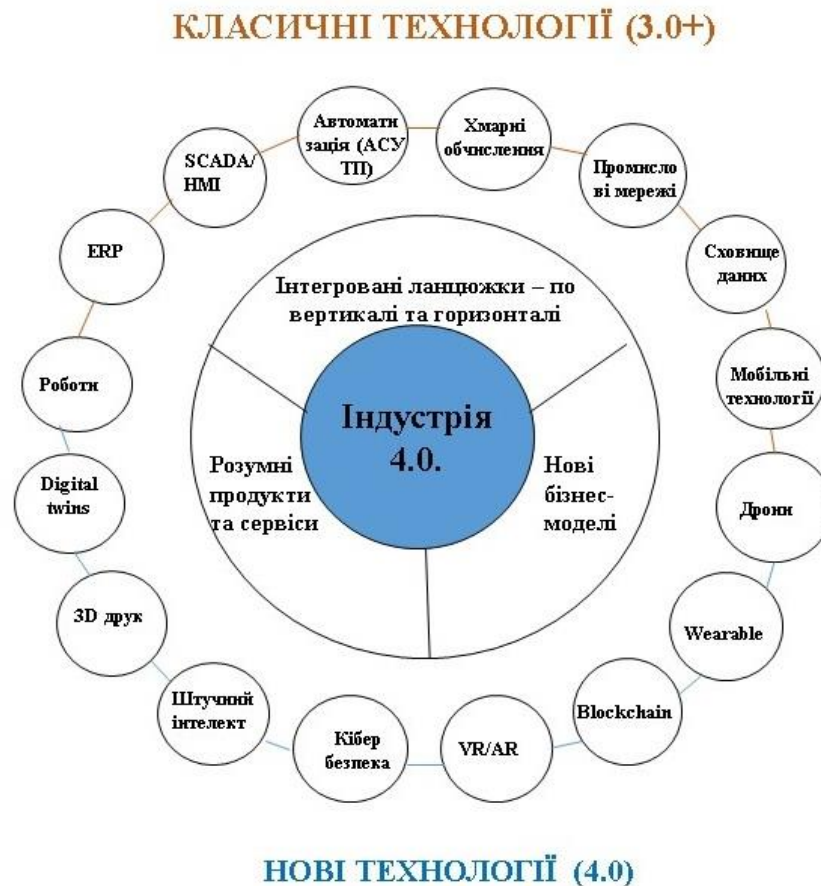 КЛАСИЧНІ ТЕХНОЛОГІЇ (3.0+)
Автомати
зація (АСУ
ТП)
Хмарні
обчислення
SCADA/
HMI
Промисло
ві мережі
ERP
Сховище
даних
Інтегровані ланцюжки – по
вертикалі та горизонталі
Роботи
Мобільні
технології
Індустрія
4.0.
Розумні
продукти
та сервіси
Нові
бізнес-
моделі
Digital
twins
Дрони
3D друк
Wearable
Штучний
інтелект
Blockchain
Кібер
безпека
VR/AR
НОВІ ТЕХНОЛОГІЇ (4.0)